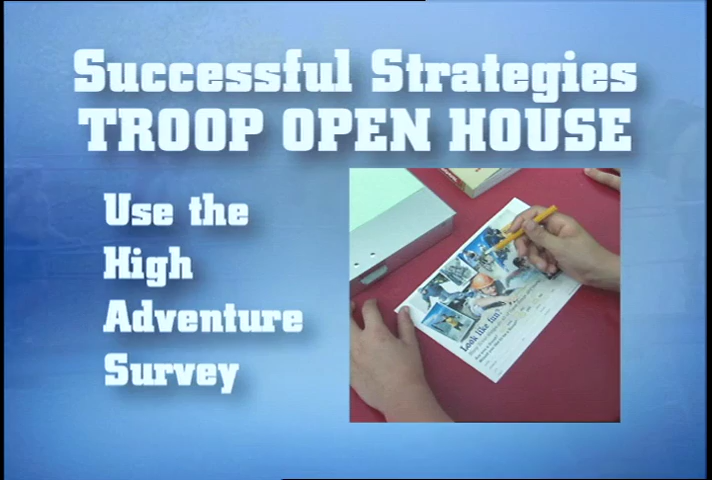 Successful Strategies
TROOP OPEN HOUSE
Use the
High
Adventure
Survey
Look like fun?